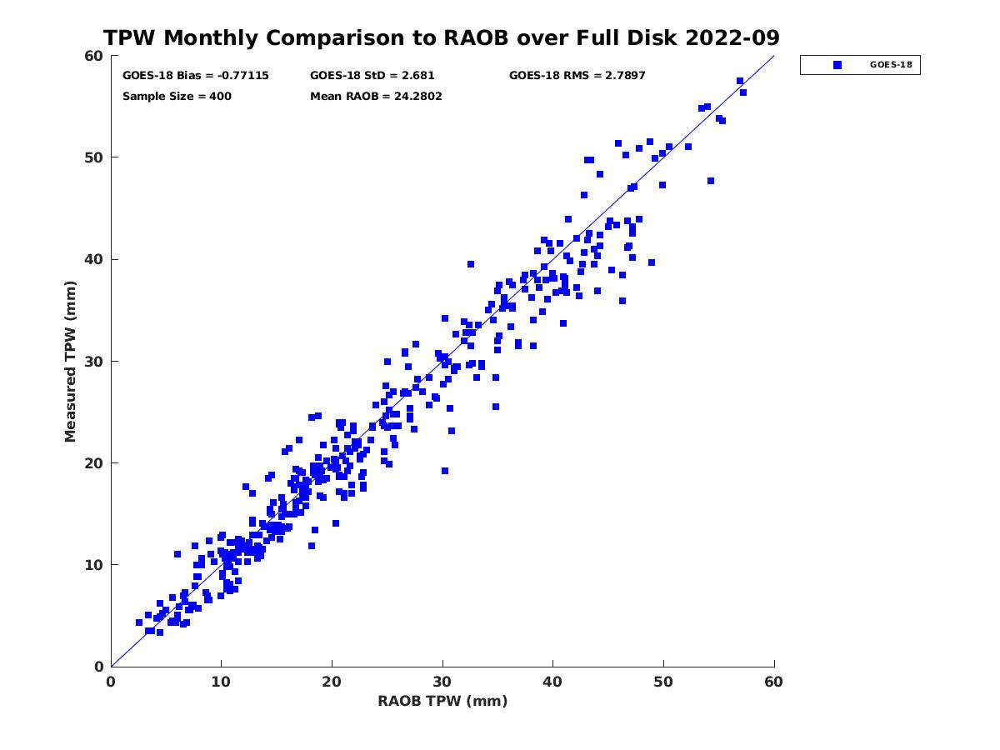 TPW Monthly Comparison to RAOB over Full Disk 2022-09
GOES-18 Bias = -0.77115 GOES-18 StD = 2.681 GOES-18 RMS = 2.7897
Sample Size = 400 Mean RAOB = 24.2802
GOES-18
60
50
40
30
20
10
0
Measured TPW (mm)
0 10 20 30 40 50 60
RAOB TPW (mm)